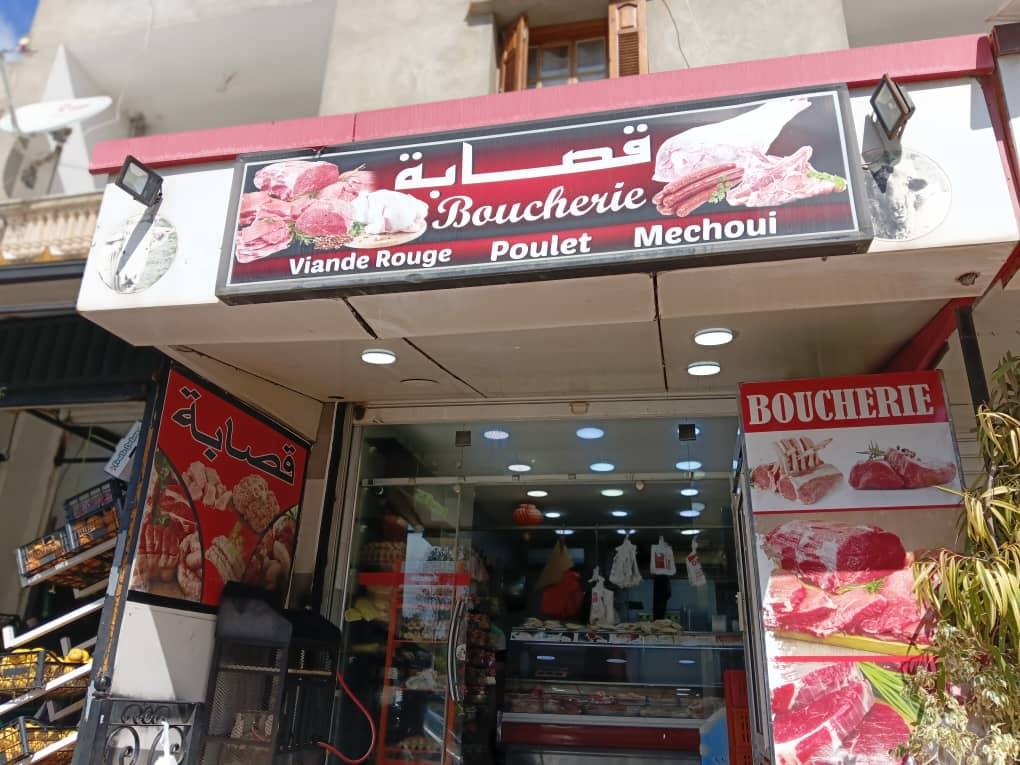 قصابة
Boucherie
Viande Rouge Poulet Mechoui
قصابة
BOUCHERIE